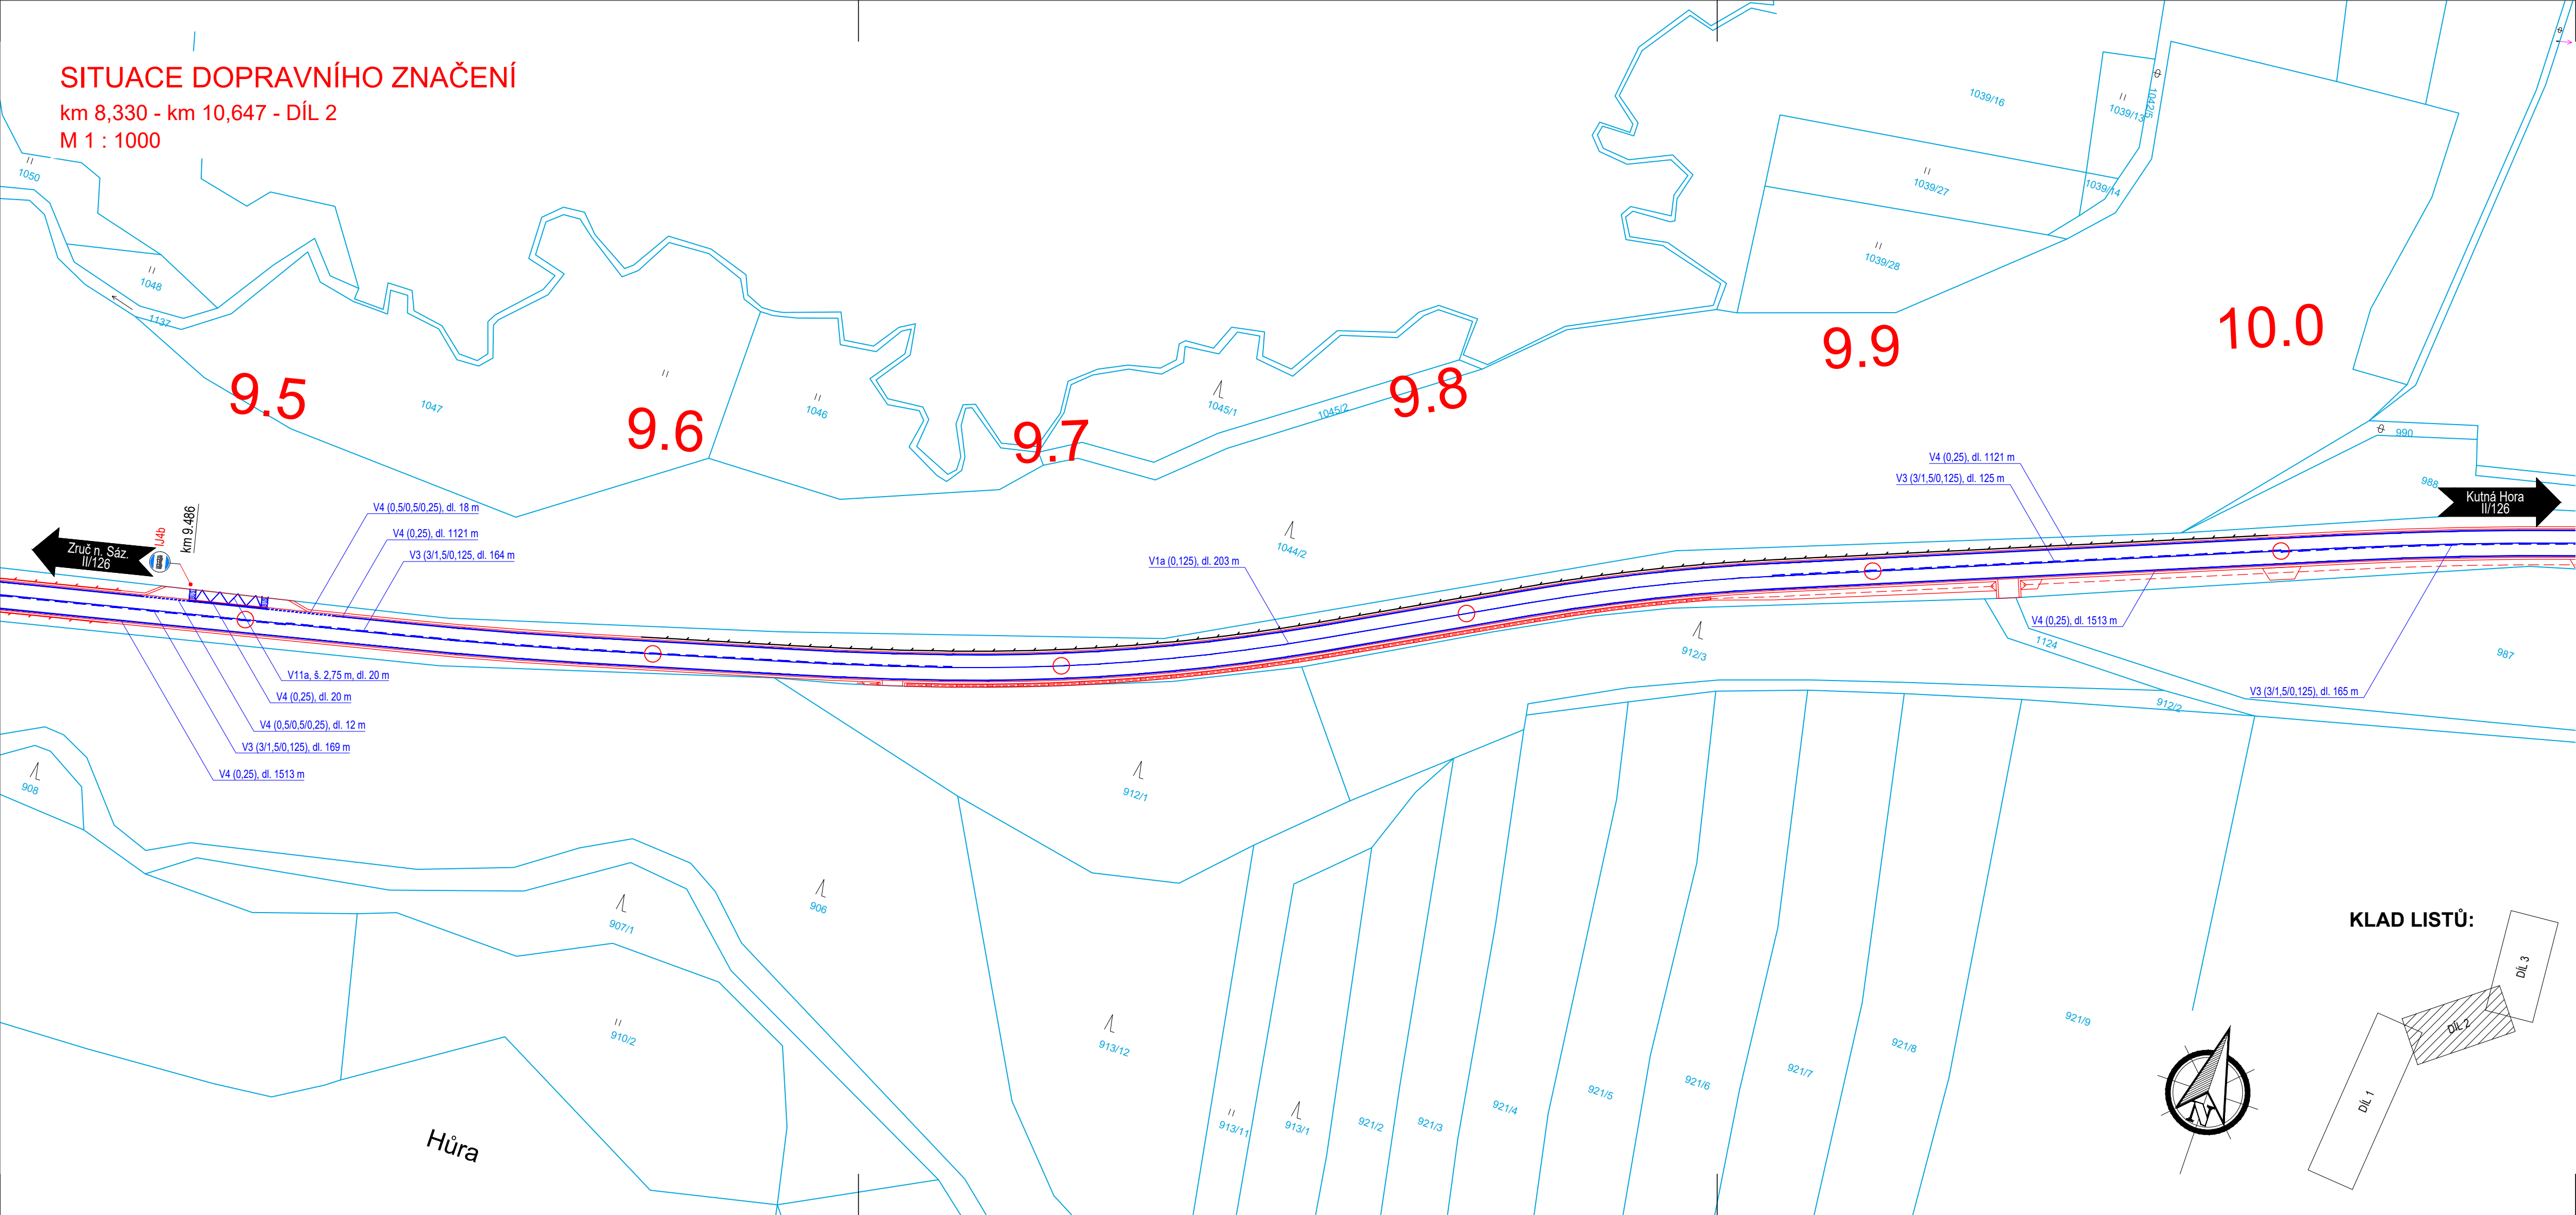 SITUACE DOPRAVNÍHO ZNAČENÍ
km 8,330 - km 10,647 - DÍL 2
M 1 : 1000
1050
1048
1137
1047
1046
1045/1
1045/2
1044/2
1039/16
1039/13
1042/5
1039/27
1039/14
1039/28
990
988
9.5
9.6
9.7
9.8
9.9
10.0
Zruč n. Sáz.
II/126
IJ4b
km 9.486
Kutná Hora
II/126
V4 (0,5/0,5/0,25), dl. 18 m
V4 (0,25), dl. 1121 m
V3 (3/1,5/0,125, dl. 164 m
V1a (0,125), dl. 203 m
V4 (0,25), dl. 1121 m
V3 (3/1,5/0,125), dl. 125 m
V11a, š. 2,75 m, dl. 20 m
V4 (0,25), dl. 20 m
V4 (0,5/0,5/0,25), dl. 12 m
V3 (3/1,5/0,125), dl. 169 m
V4 (0,25), dl. 1513 m
V4 (0,25), dl. 1513 m
V3 (3/1,5/0,125), dl. 165 m
912/3
1124
987
912/2
908
912/1
906
907/1
910/2
913/12
913/11
913/1
921/2
921/3
921/4
921/5
921/6
921/7
921/8
921/9
Hůra
KLAD LISTŮ:
DÍL 3
DÍL 2
DÍL 1
N